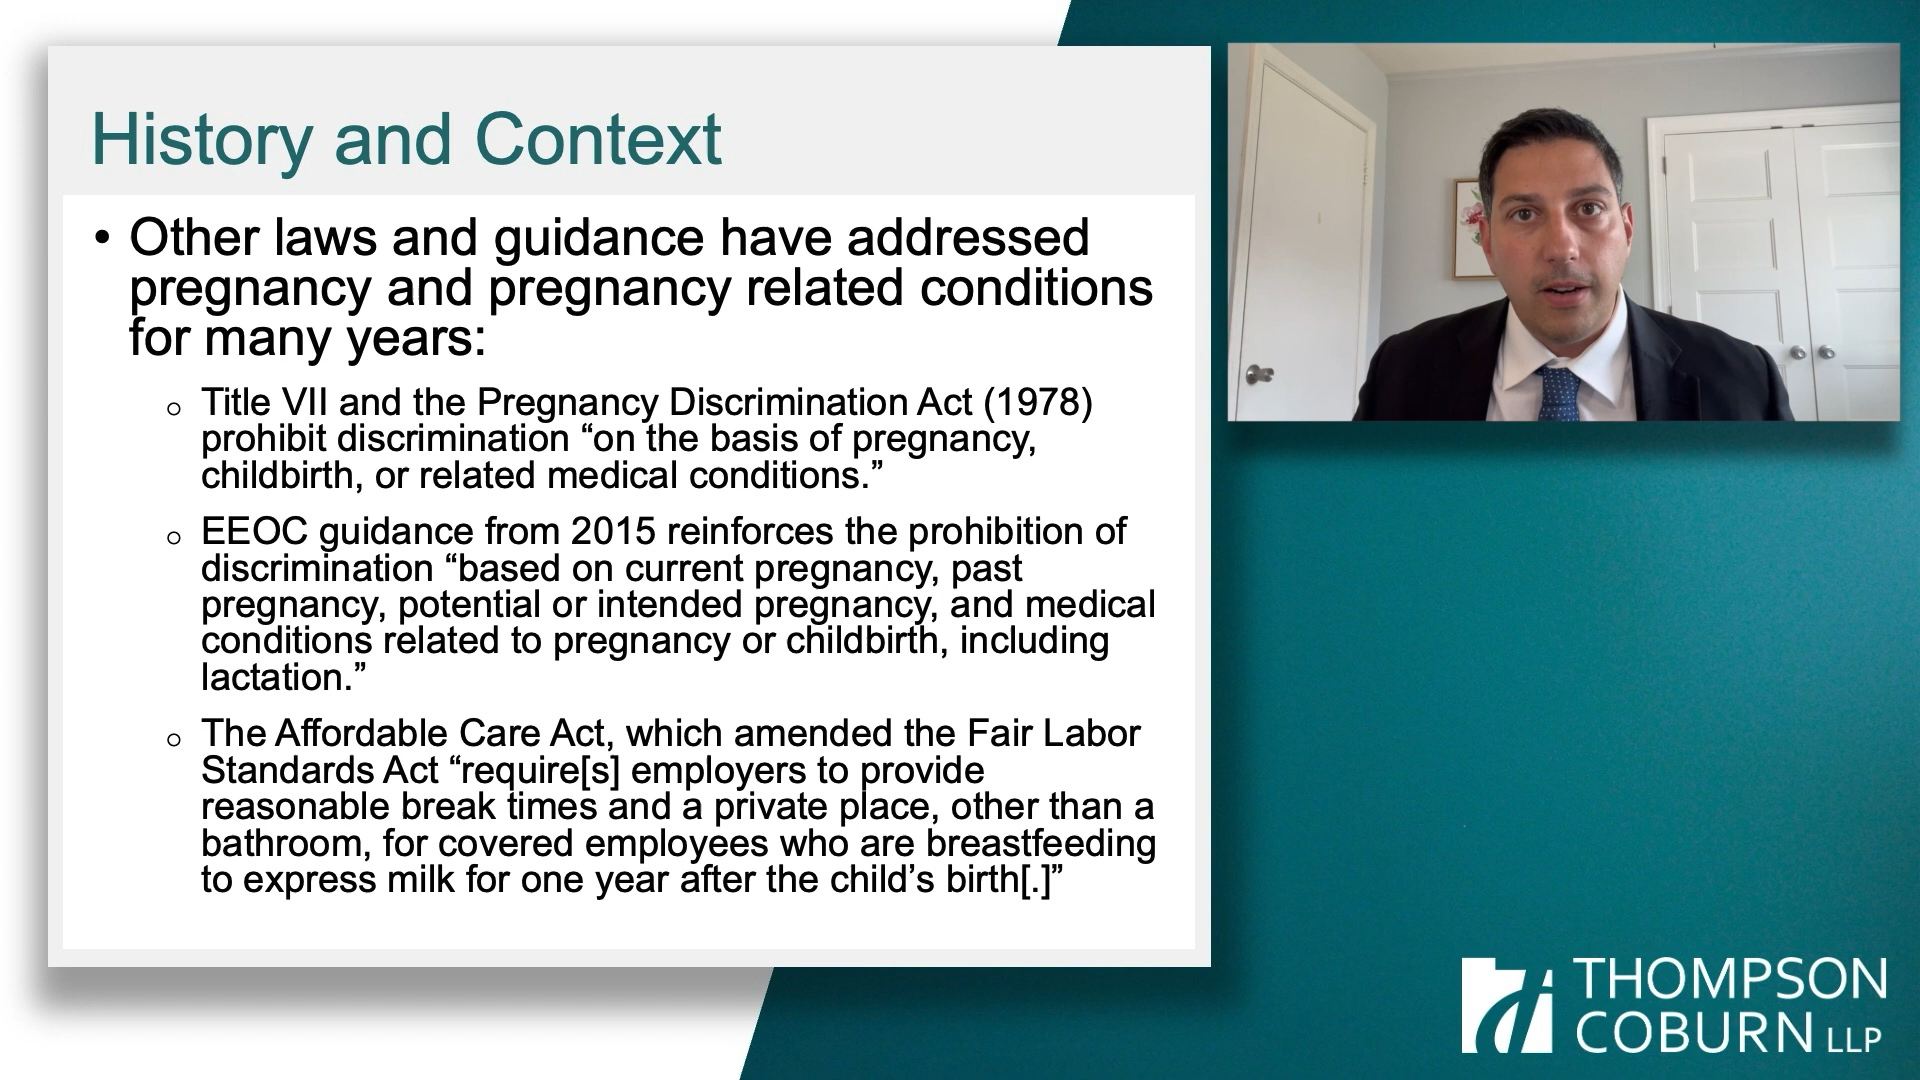 History and Context
• Other laws and guidance have addressed
pregnancy and pregnancy related conditions
for many years:
o Title VII and the Pregnancy Discrimination Act (1978)
prohibit discrimination “on the basis of pregnancy,
childbirth, or related medical conditions.”
o EEOC guidance from 2015 reinforces the prohibition of
discrimination “based on current pregnancy, past
pregnancy, potential or intended pregnancy, and medical
conditions related to pregnancy or childbirth, including
lactation.”
o The Affordable Care Act, which amended the Fair Labor
Standards Act “require[s] employers to provide
reasonable break times and a private place, other than a
bathroom, for covered employees who are breastfeeding
to express milk for one year after the child’s birth[.]”
THOMPSON
COBURN LLP